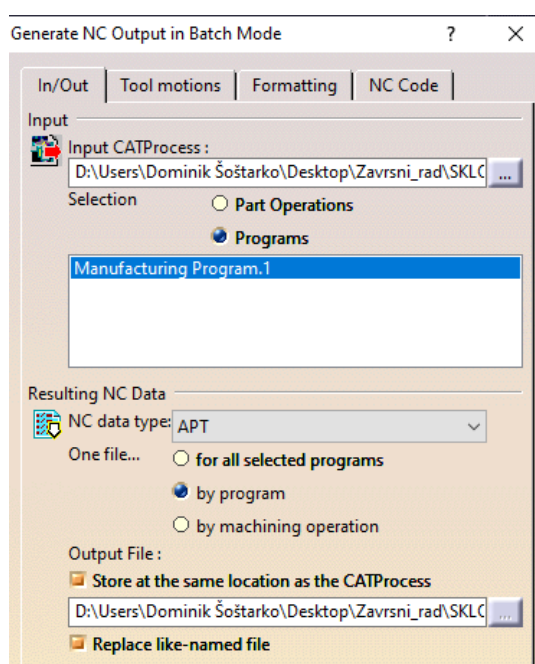 Generate NC Output in Batch Mode ? ×
In/Out Tool motions Formatting NC Code
Input
Input CATProcess :
D:\Users\Dominik Šoštarko\Desktop\Zavrsni_rad\SKLC ...
Selection Part Operations
Programs
Manufacturing Program.1
Resulting NC Data
NC data type: APT
One file... for all selected programs
by program
by machining operation
Output File :
Store at the same location as the CATProcess
D:\Users\Dominik Šoštarko\Desktop\Zavrsni_rad\SKLC ...
Replace like-named file